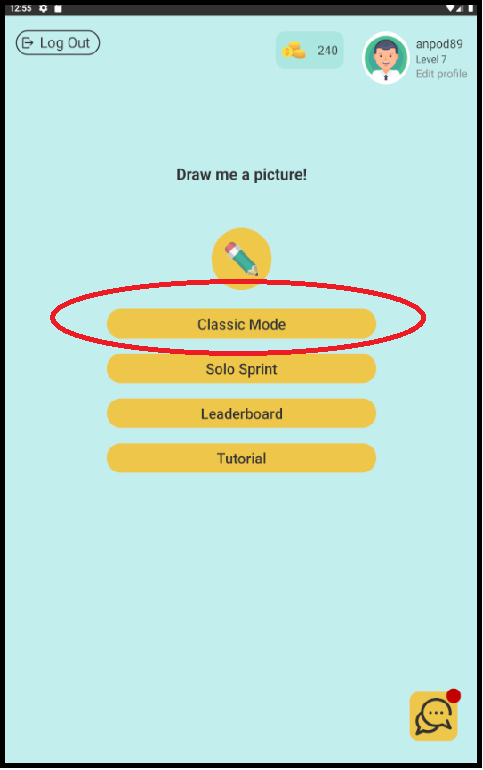 12:55
Log Out
240
anpod89
Level 7
Edit profile
Draw me a picture!
Classic Mode
Solo Sprint
Leaderboard
Tutorial